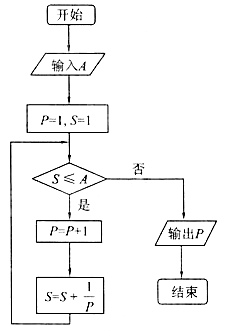 开始
输入A
P=1, S=1
S≤A
否
是
P=P+1
输出P
S=S+1/P
结束